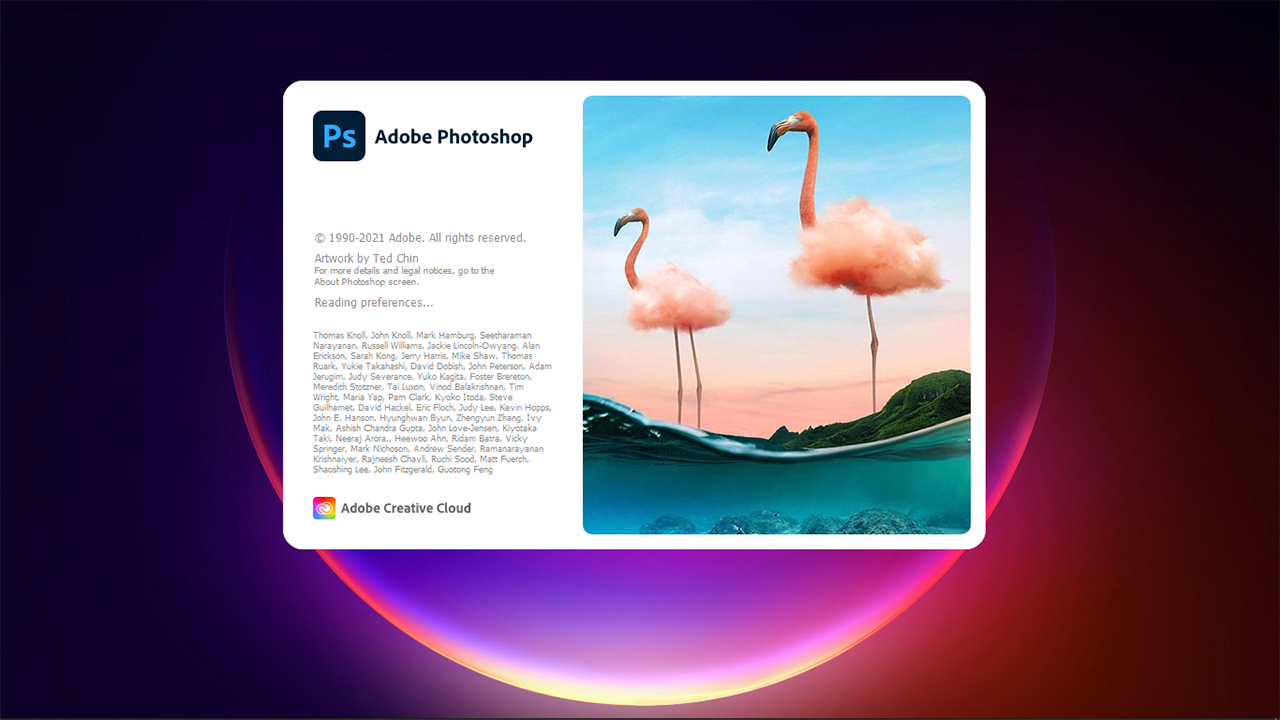 Ps
Adobe Photoshop
© 1990-2021 Adobe. All rights reserved.
Artwork by Ted Chin
For more details and legal notices, go to the
About Photoshop screen.
Reading preferences...
Thomas Knoll, John Knoll, Mark Hamburg, Seetharaman
Narayanan, Russell Williams, Jackie Lincoln-Owyang, Alan
Erickson, Sarah Kong, Jerry Harris, Mike Shaw, Thomas
Ruark, Yukie Takahashi, David Dobish, John Peterson, Adam
Jerugim, Judy Severance, Yuko Kagita, Foster Brereton,
Meredith Stotzner, Tai Luxon, Vinod Balakrishnan, Tim
Wright, Maria Yap, Pam Clark, Kyoko Itoda, Steve
Guilhamet, David Hackel, Eric Floch, Judy Lee, Kevin Hopps,
John E. Hanson, Hyunghwan Byun, Zhengyun Zhang, Ivy
Mak, Ashish Chandra Gupta, John Love-Jensen, Kiyotaka
Taki, Neeraj Arora,, Heewoo Ahn, Ridam Batra, Vicky
Springer, Mark Nichoson, Andrew Sender, Ramanarayanan
Krishnaiyer, Rajneesh Chavli, Ruchi Sood, Matt Fuerch,
Shaoshing Lee, John Fitzgerald, Guotong Feng
Adobe Creative Cloud